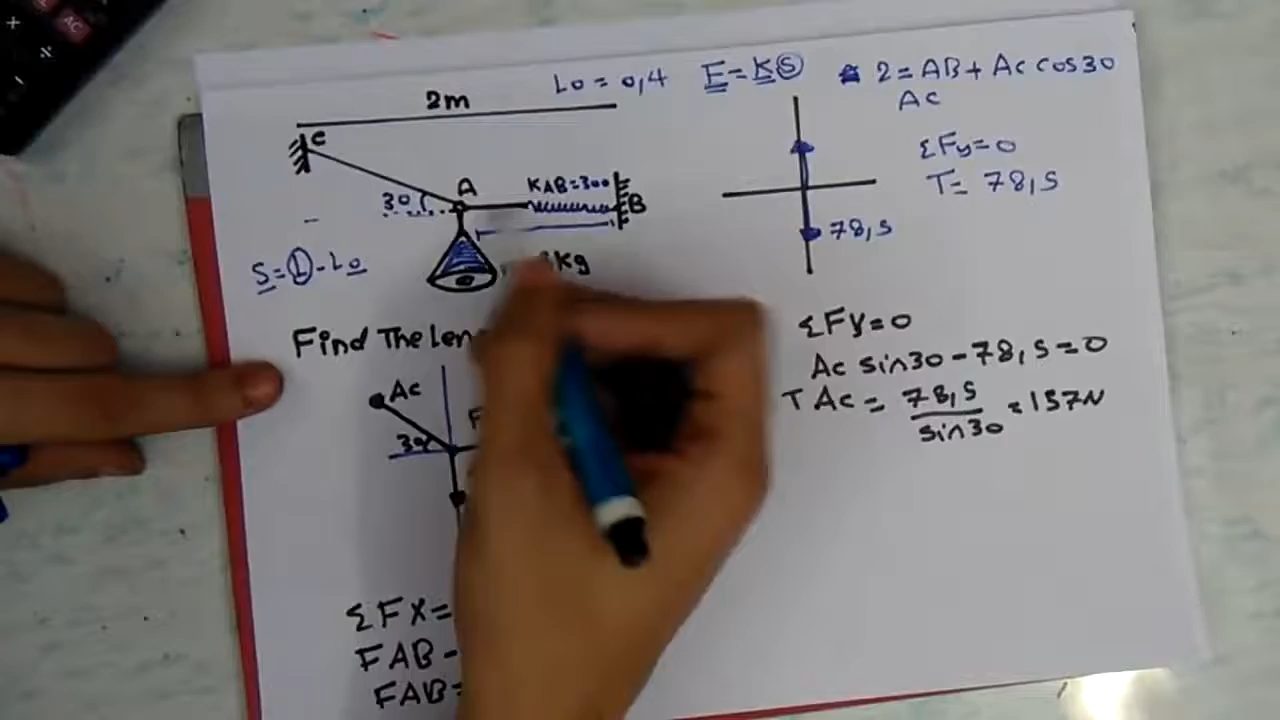 AC
Lo = 0,4
F = KS
2 = AB + Ac cos30
Ac
2m
C
ΣFy=0
T= 78,5
A
KAB=300
B
30
78,5
S=L-Lo
Kg
ΣFy=0
Find The Len
Ac sin30 - 78,5 = 0
Ac
TAc = 78,5 / sin30 = 157N
F
30
ΣFX=
FAB-
FAB=